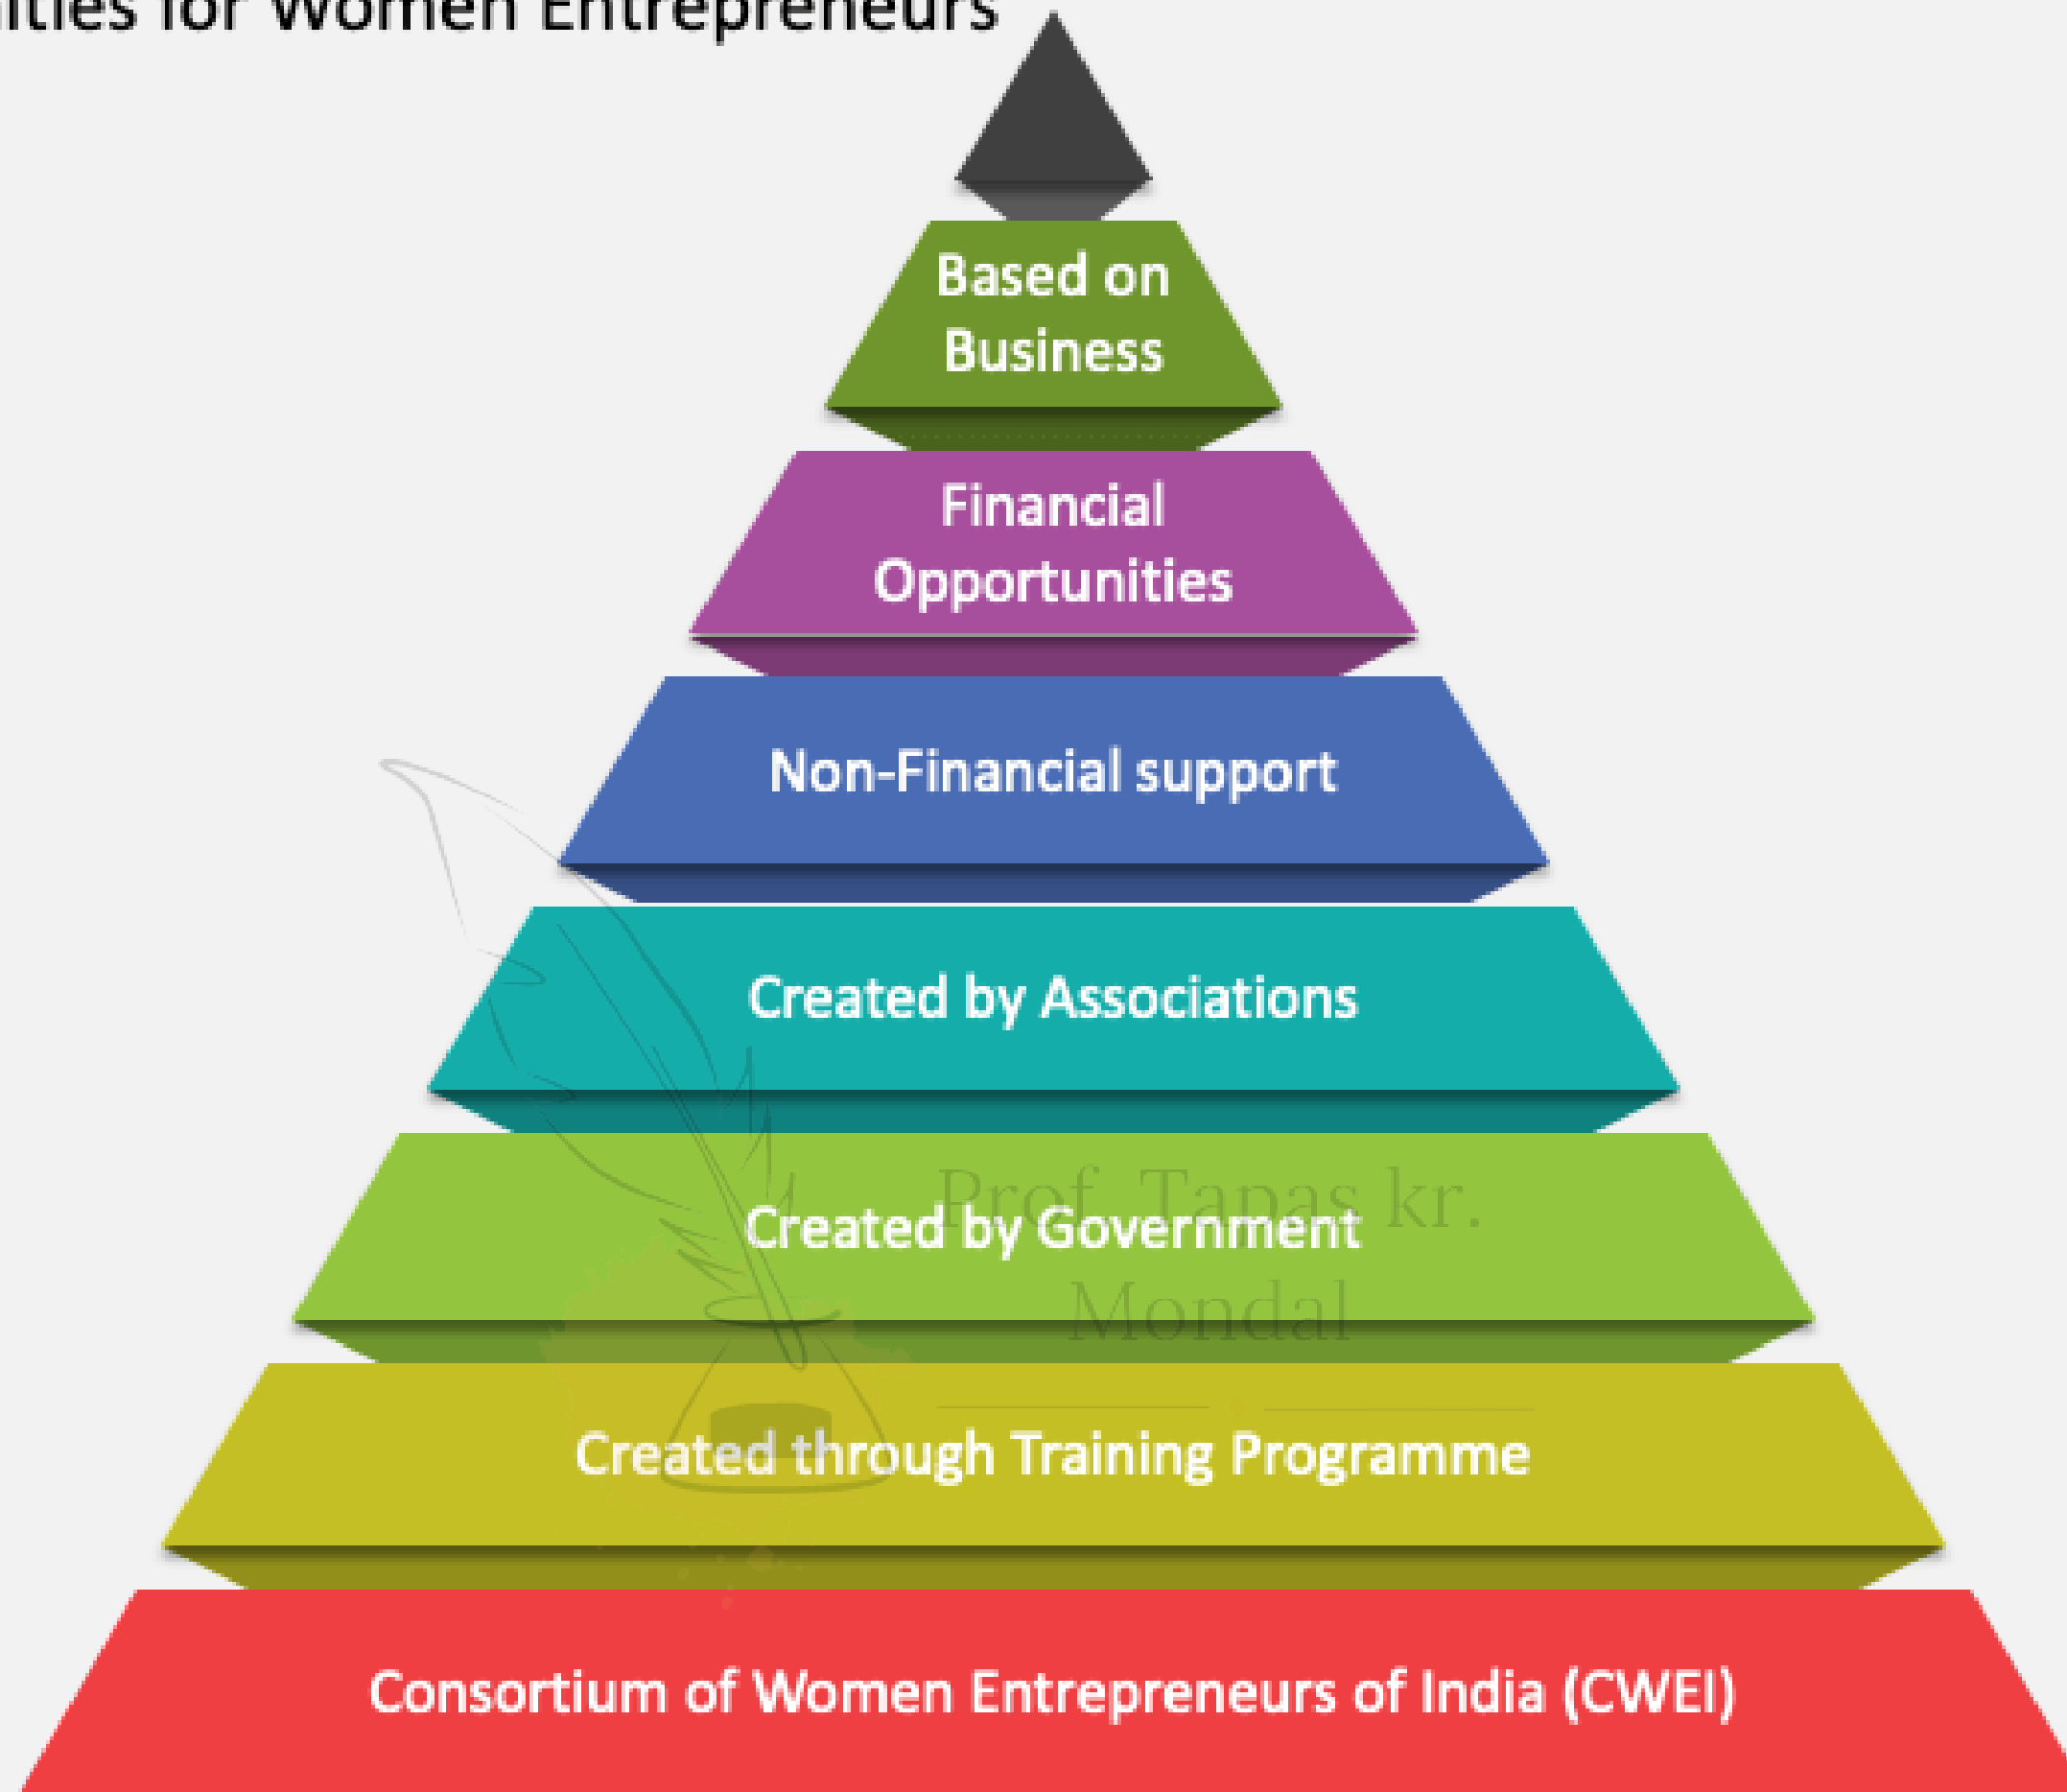 ities for Women Entrepreneurs
Based on
Business
Financial
Opportunities
Non-Financial support
Created by Associations
Prof. Tapas kr.
Created by Government
Mondal
Created through Training Programme
Consortium of Women Entrepreneurs of India (CWEI)